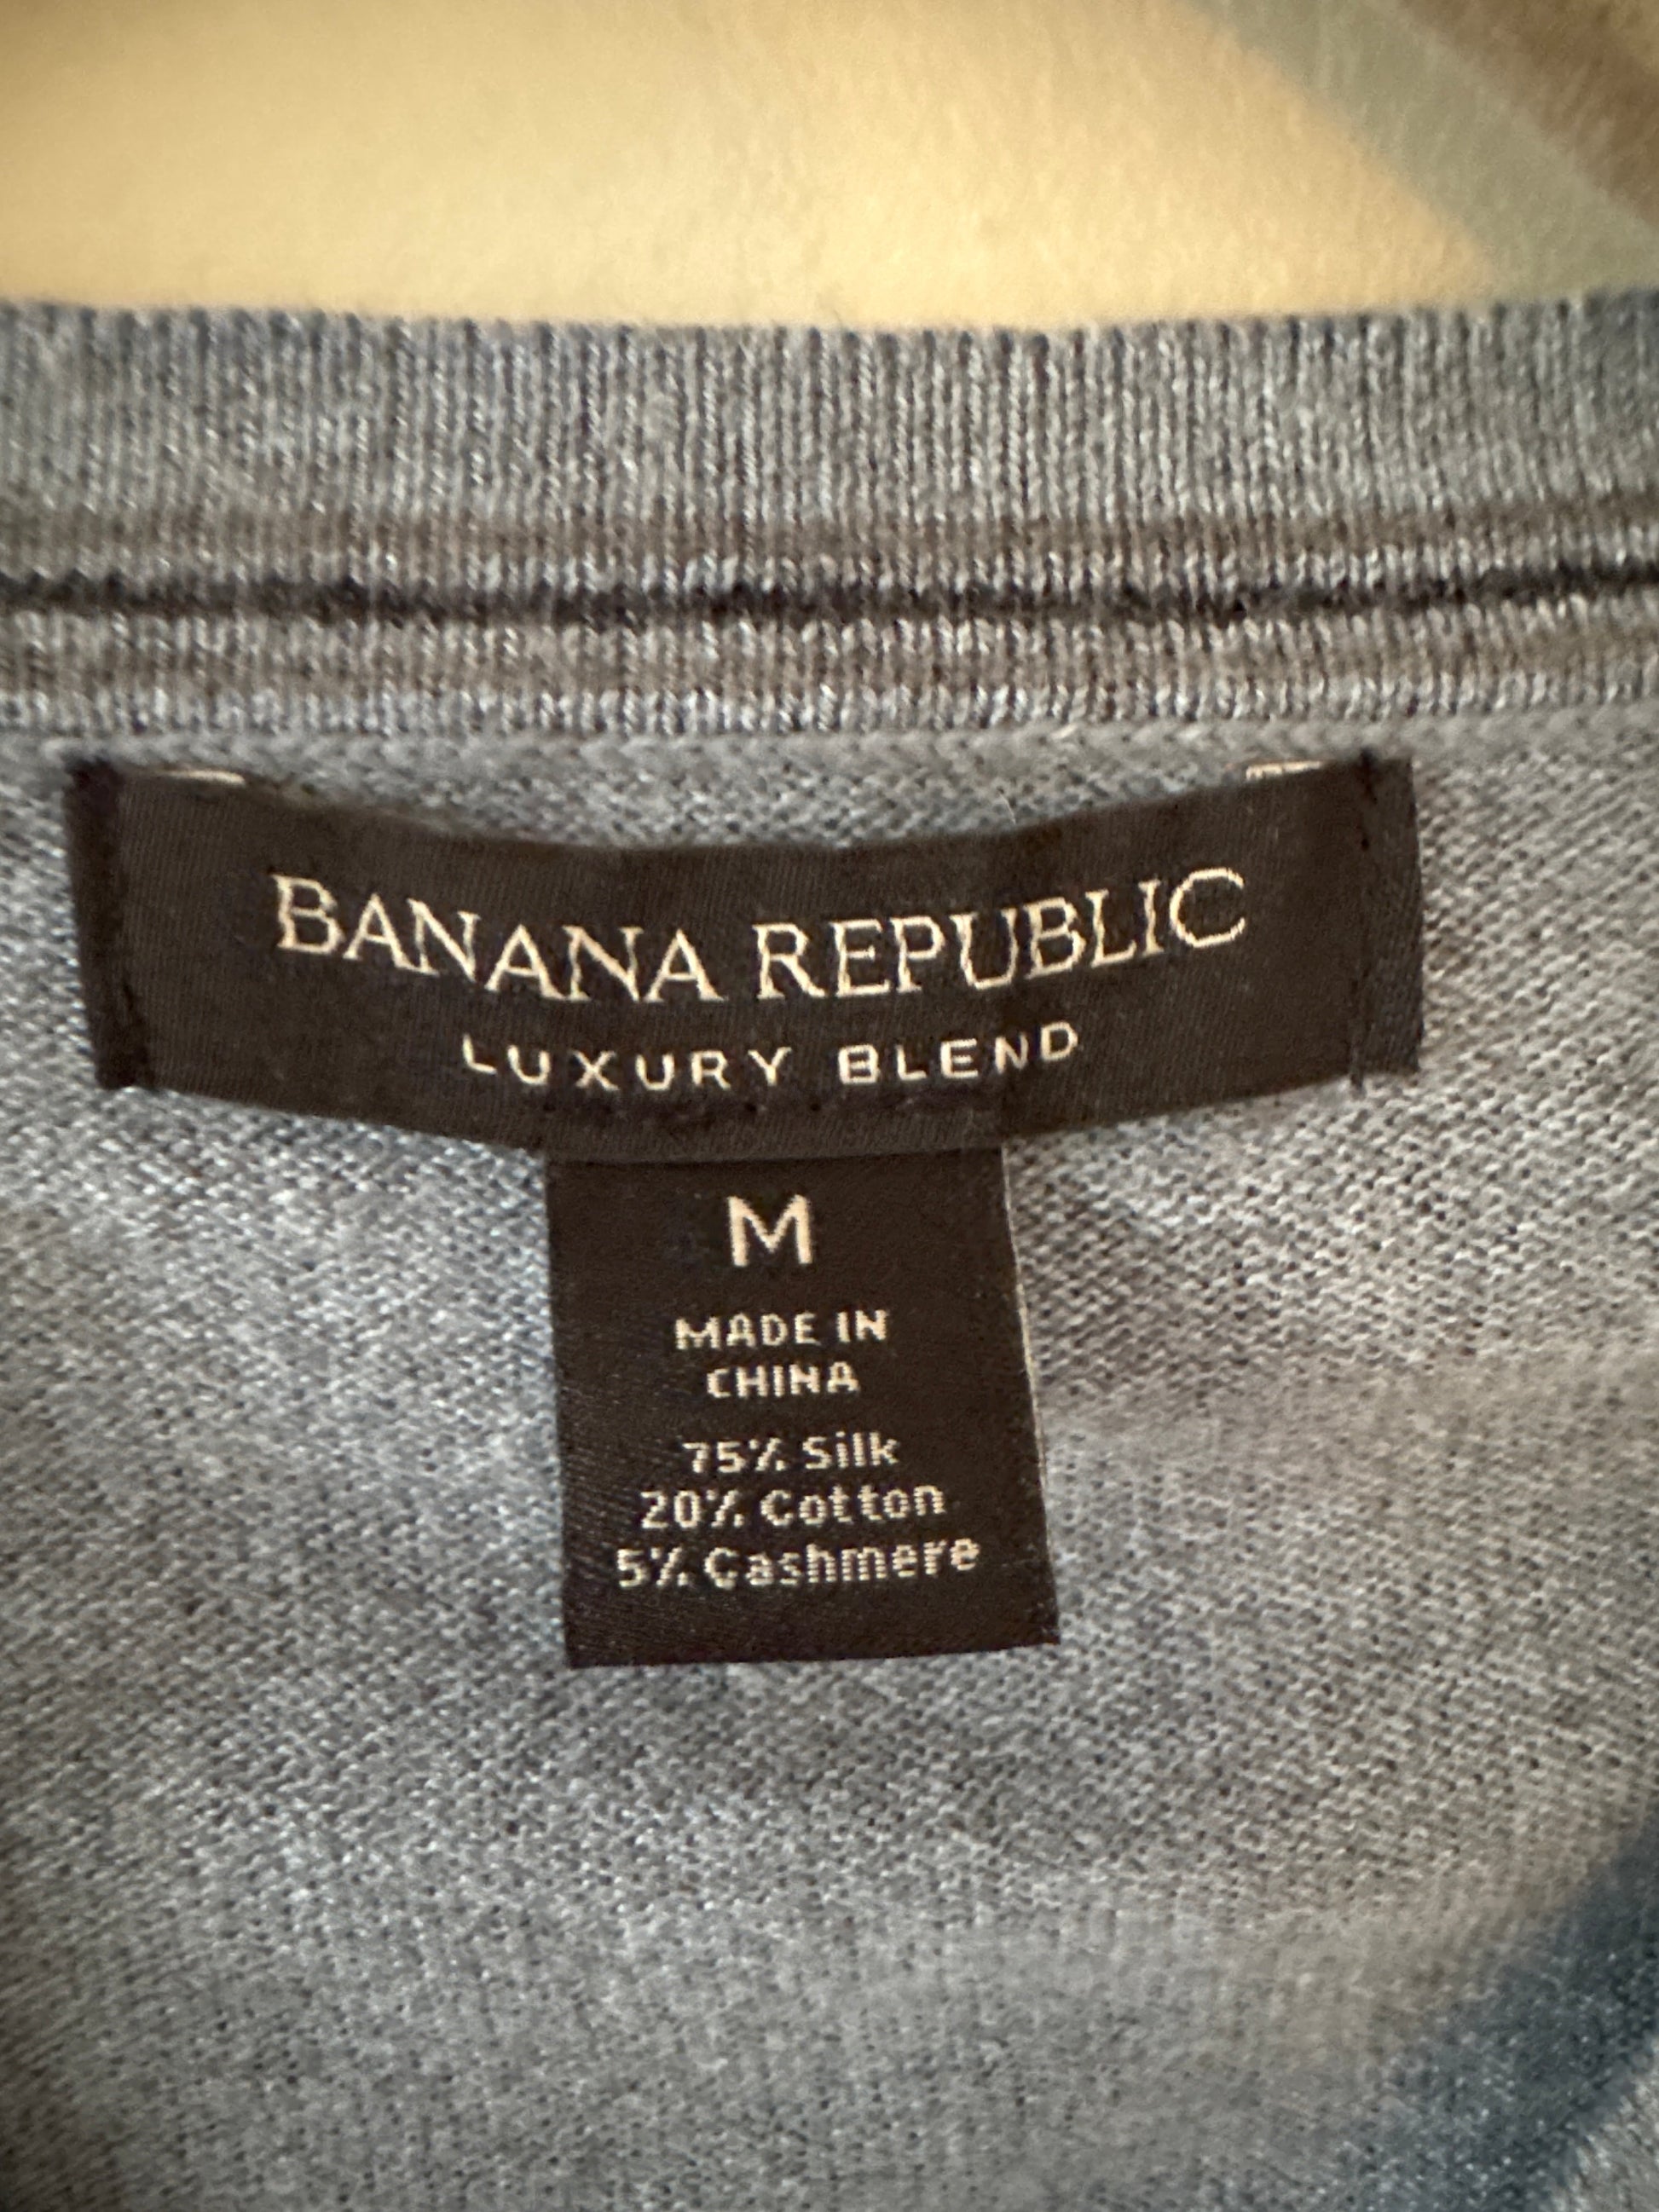 BANANA REPUBLIC
LUXURY BLEND
M
MADE IN
CHINA
75% Silk
20% Cotton
5% Cashmere